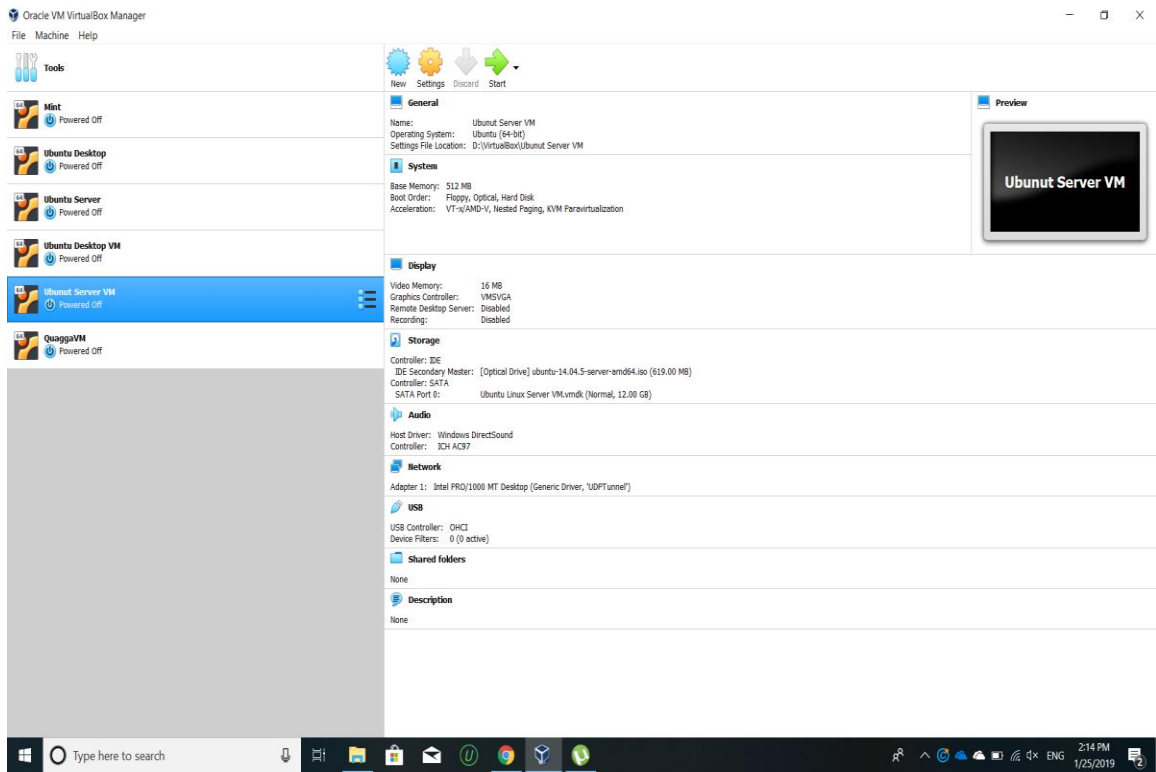 Oracle VM VirtualBox Manager
File Machine Help
Tools
New Settings Discard Start
Mint
Powered Off
Ubuntu Desktop
Powered Off
Ubuntu Server
Powered Off
Ubuntu Desktop VM
Powered Off
Ubunut Server VM
Powered Off
QuaggaVM
Powered Off
General
Name: Ubunut Server VM
Operating System: Ubuntu (64-bit)
Settings File Location: D:\VirtualBox\Ubunut Server VM
Preview
Ubunut Server VM
System
Base Memory: 512 MB
Boot Order: Floppy, Optical, Hard Disk
Acceleration: VT-x/AMD-V, Nested Paging, KVM Paravirtualization
Display
Video Memory: 16 MB
Graphics Controller: VMSVGA
Remote Desktop Server: Disabled
Recording: Disabled
Storage
Controller: IDE
IDE Secondary Master: [Optical Drive] ubuntu-14.04.5-server-amd64.iso (619.00 MB)
Controller: SATA
SATA Port 0: Ubuntu Linux Server VM.vmdk (Normal, 12.00 GB)
Audio
Host Driver: Windows DirectSound
Controller: ICH AC97
Network
Adapter 1: Intel PRO/1000 MT Desktop (Generic Driver, 'UDPTunnel')
USB
USB Controller: OHCI
Device Filters: 0 (0 active)
Shared folders
None
Description
None
Type here to search
ENG
2:14 PM
1/25/2019
2